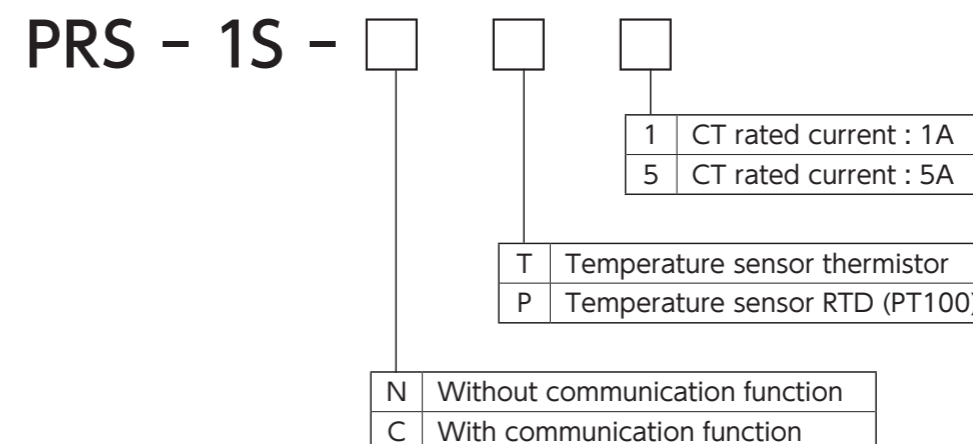 PRS – 1S – □ □ □
1 CT rated current : 1A
5 CT rated current : 5A
T Temperature sensor thermistor
P Temperature sensor RTD (PT100)
N Without communication function
C With communication function